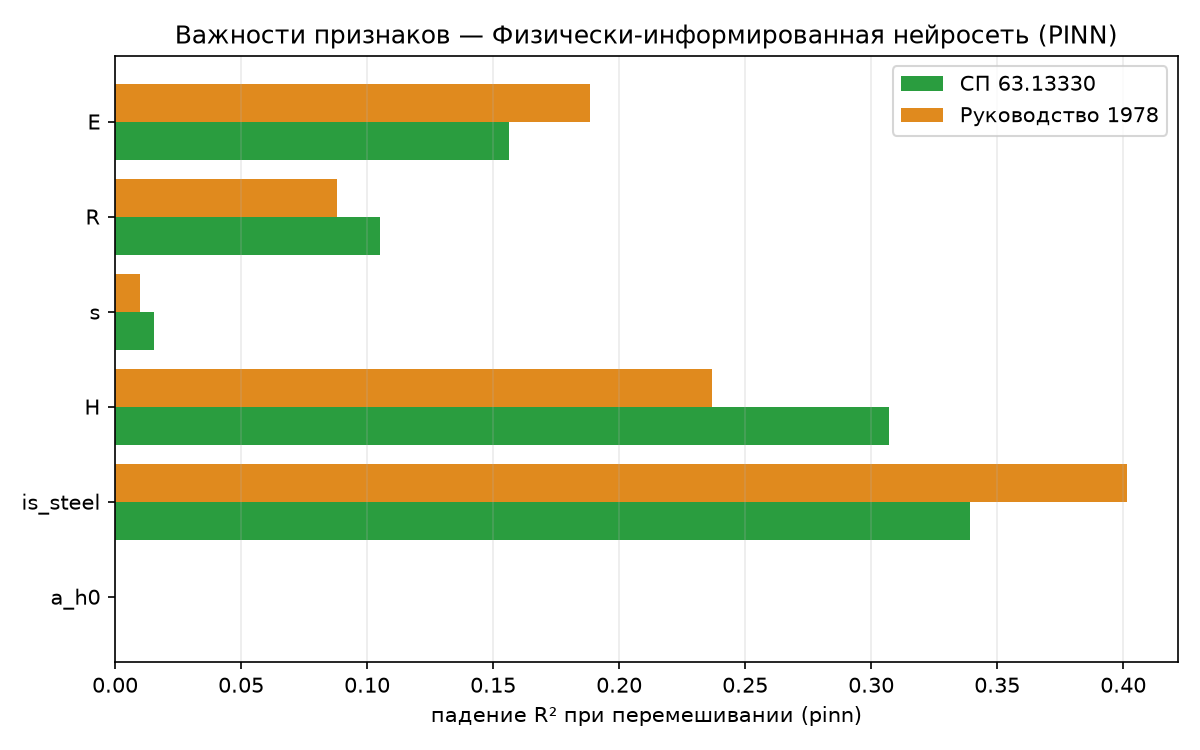 Важности признаков — Физически-информированная нейросеть (PINN)
СП 63.13330
Руководство 1978
E
R
s
H
is_steel
a_h0
0.00 0.05 0.10 0.15 0.20 0.25 0.30 0.35 0.40
падение R² при перемешивании (pinn)